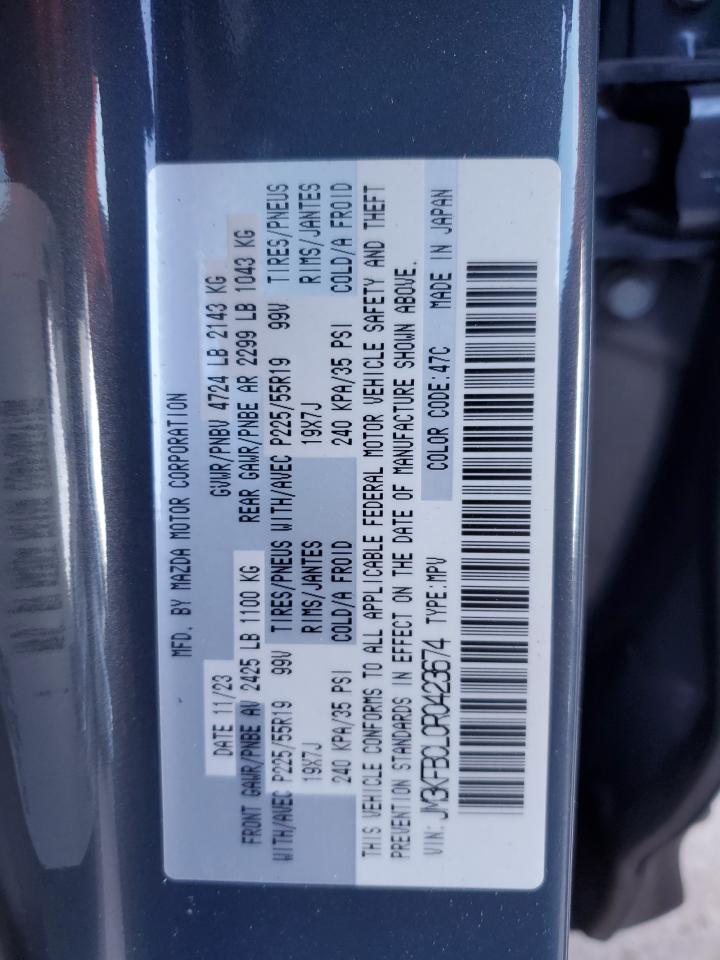 MFD. BY MAZDA MOTOR CORPORATION
DATE 11/23 GVWR/PNBV 4724 LB 2143 KG
FRONT GAWR/PNBE AV 2425 LB 1100 KG REAR GAWR/PNBE AR 2299 LB 1043 KG
WITH/AVEC P225/55R19 99V TIRES/PNEUS WITH/AVEC P225/55R19 99V TIRES/PNEUS
19X7J RIMS/JANTES 19X7J RIMS/JANTES
240 KPA/35 PSI COLD/A FROID 240 KPA/35 PSI COLD/A FROID
THIS VEHICLE CONFORMS TO ALL APPLICABLE FEDERAL MOTOR VEHICLE SAFETY AND THEFT
PREVENTION STANDARDS IN EFFECT ON THE DATE OF MANUFACTURE SHOWN ABOVE.
VIN: JM3KFBCL0R0423674 TYPE:MPV COLOR CODE:47C MADE IN JAPAN